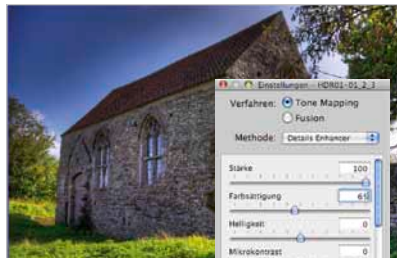 Einstellungen - HDR01-01_2_3
Verfahren: Tone Mapping
Fusion
Methode: Details Enhancer
Stärke 100
Farbsättigung 65
Helligkeit 0
Mikrokontrast 0